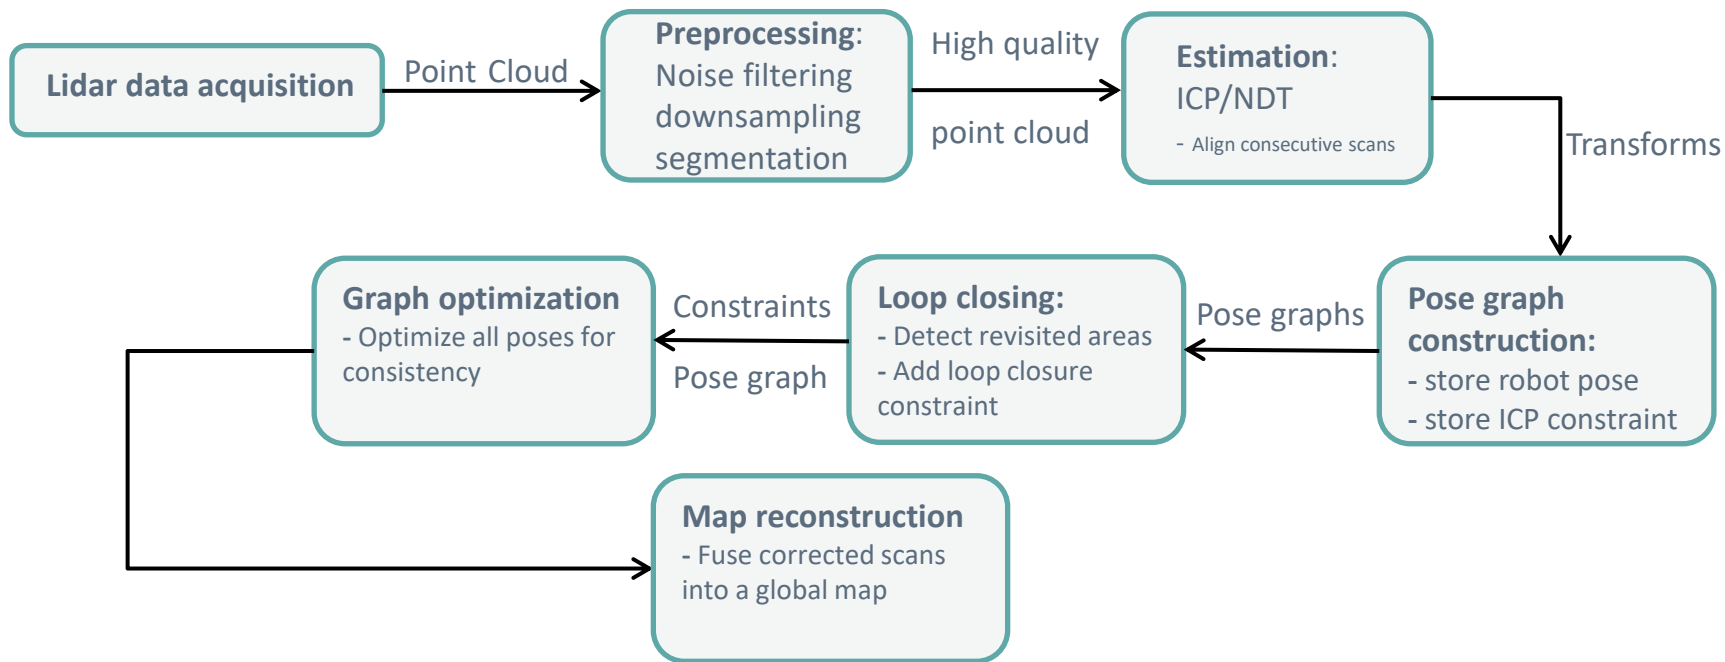 Lidar data acquisition
Point Cloud
Preprocessing:
Noise filtering
downsampling
segmentation
High quality
point cloud
Estimation:
ICP/NDT
- Align consecutive scans
Transforms
Pose graph
construction:
- store robot pose
- store ICP constraint
Pose graphs
Loop closing:
- Detect revisited areas
- Add loop closure
constraint
Constraints
Pose graph
Graph optimization
- Optimize all poses for
consistency
Map reconstruction
- Fuse corrected scans
into a global map